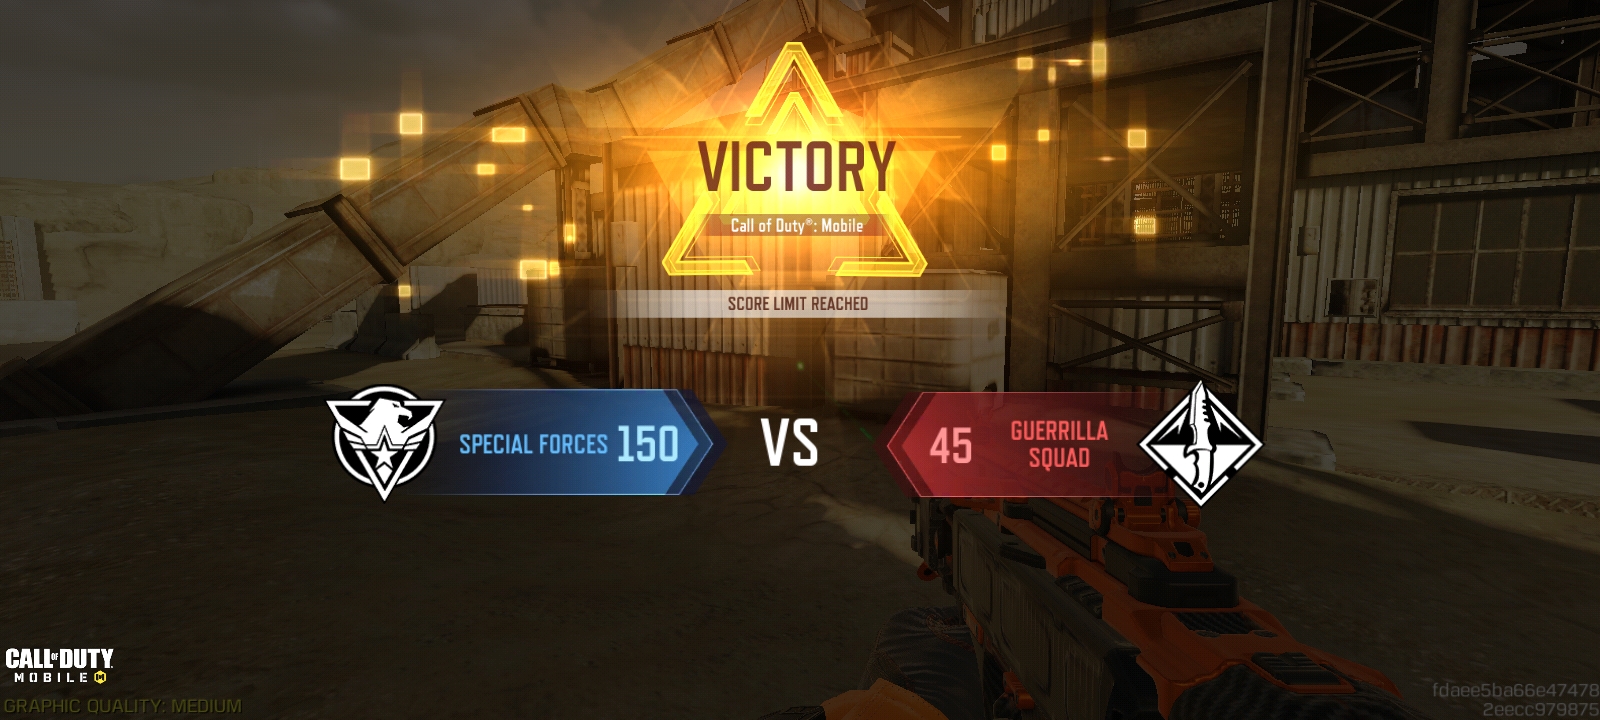 VICTORY
Call of Duty®: Mobile
SCORE LIMIT REACHED
SPECIAL FORCES 150
VS
45
GUERRILLA
SQUAD
CALL OF DUTY
MOBILE
GRAPHIC QUALITY: MEDIUM
fdaee5ba66e47478
2eecc979875